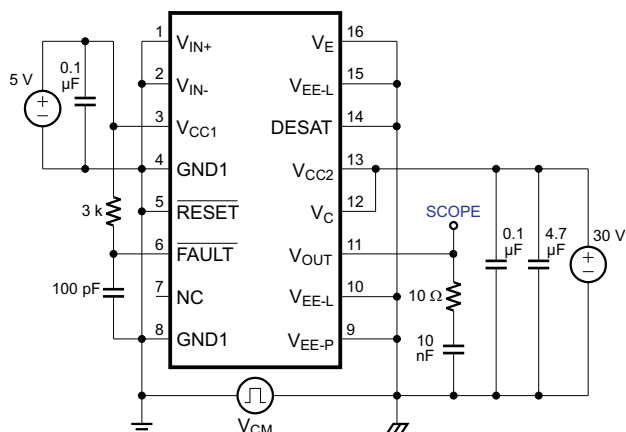 1 V_IN+ V_E 16
2 V_IN- V_EE-L 15
5 V 0.1 µF
3 V_CC1 DESAT 14
4 GND1 V_CC2 13
3 k
5 RESET V_C 12
SCOPE
6 FAULT V_OUT 11
0.1 µF 4.7 µF 30 V
100 pF
7 NC V_EE-L 10
10 Ω
8 GND1 V_EE-P 9
10 nF
V_CM